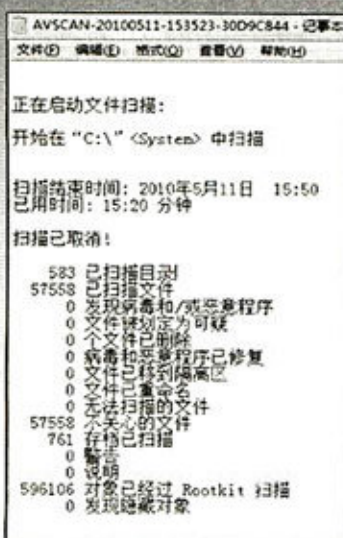 AVSCAN-20100511-153523-30D9C844 - 记事本
文件(F) 编辑(E) 格式(O) 查看(V) 帮助(H)
正在启动文件扫描:
开始在“C:\” <System> 中扫描
扫描结束时间: 2010年5月11日 15:50
已用时间: 15:20 分钟
扫描已取消!
583 已扫描目录!
57558 已扫描文件
0 发现病毒和/或恶意程序
0 文件被划定为可疑
0 个文件已删除
0 病毒和恶意程序已修复
0 文件已移到隔离区
0 文件已重命名
0 无法扫描的文件
57558 不关心的文件
761 存档已扫描
0 警告
0 说明
596106 对象已经过 Rootkit 扫描
0 发现隐藏对象